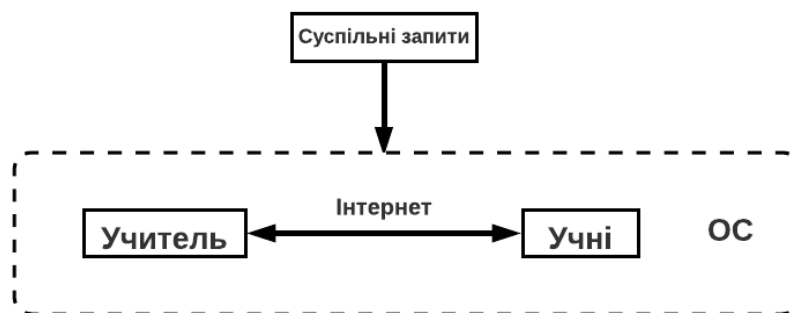 Суспільні запити
Інтернет
Учитель
Учні
ОС